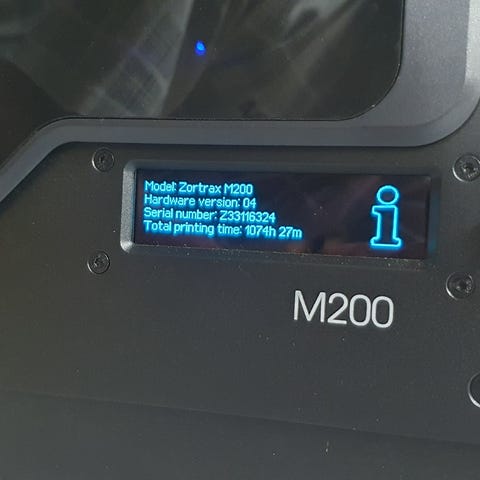 Model: Zortrax M200
Hardware version: 04
Serial number: Z33116324
Total printing time: 1074h 27m
M200